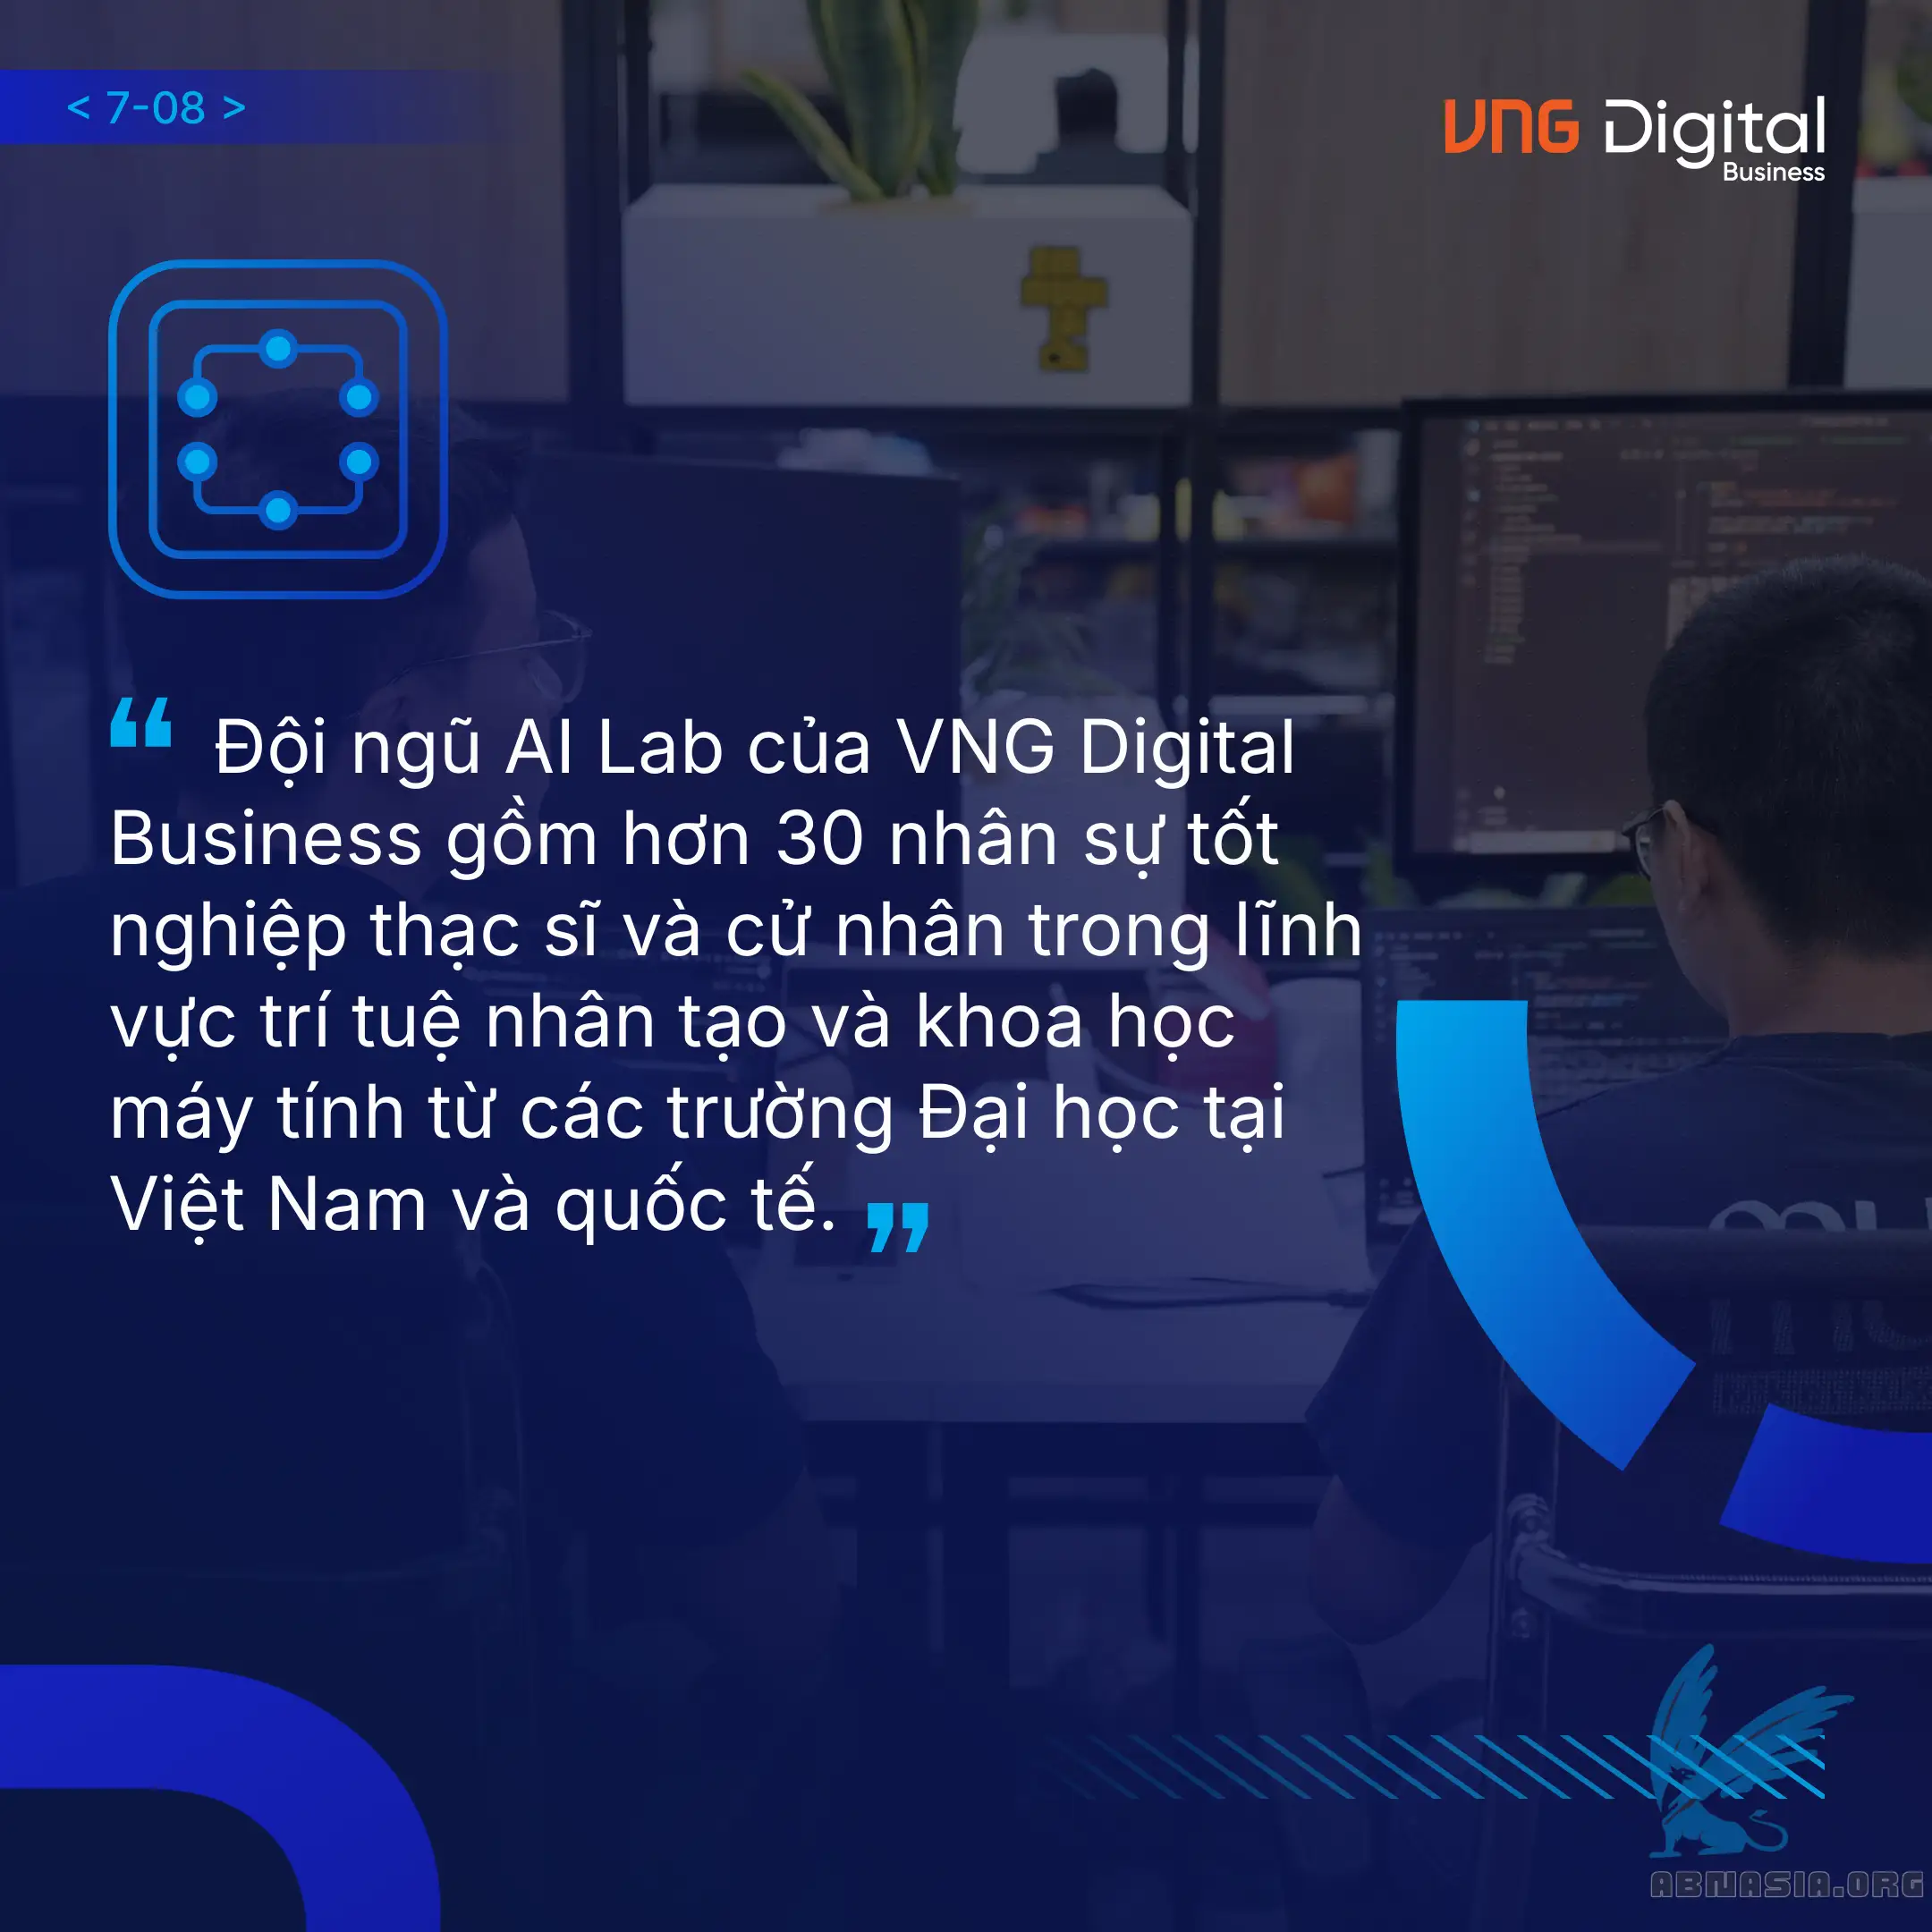 < 7-08 >
VNG Digital
Business
“ Đội ngũ AI Lab của VNG Digital
Business gồm hơn 30 nhân sự tốt
nghiệp thạc sĩ và cử nhân trong lĩnh
vực trí tuệ nhân tạo và khoa học
máy tính từ các trường Đại học tại
Việt Nam và quốc tế. ”
ABNASIA.ORG